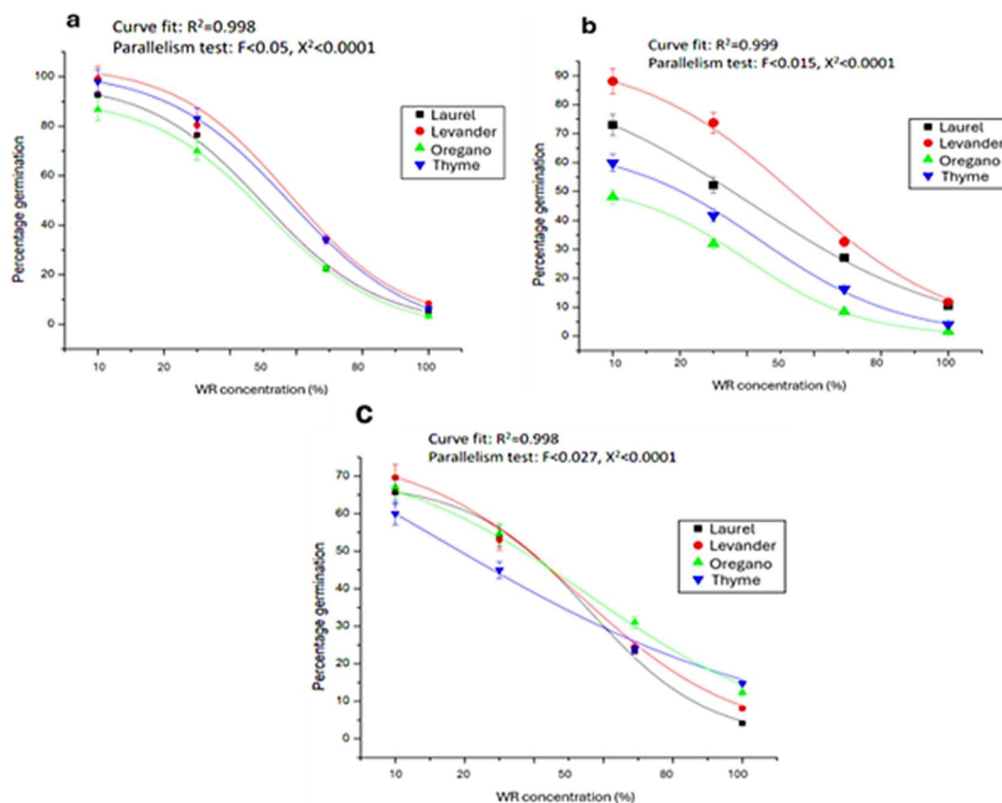 a
Curve fit: R²=0.998
Parallelism test: F<0.05, X²<0.0001
100
80
60
40
20
0
Percentage germination
Laurel
Levander
Oregano
Thyme
10
20
50
80
100
WR concentration (%)
b
Curve fit: R²=0.999
Parallelism test: F<0.015, X²<0.0001
90
80
70
60
50
40
30
20
10
0
Percentage germination
Laurel
Levander
Oregano
Thyme
10
20
50
80
100
WR concentration (%)
c
Curve fit: R²=0.998
Parallelism test: F<0.027, X²<0.0001
70
60
50
40
30
20
10
0
Percentage germination
Laurel
Levander
Oregano
Thyme
10
20
50
80
100
WR concentration (%)